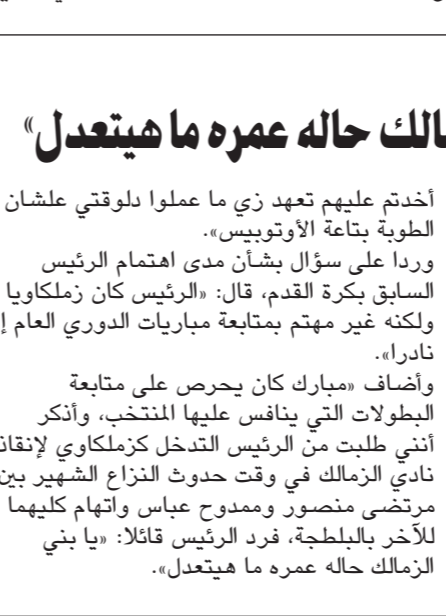 حاله عمره ما هيتعدل»
أخدتم عليهم تعهد زي ما عملوا دلوقتي علشان
الطوبة بتاعة الأوتوبيس».
وردا على سؤال بشأن مدى اهتمام الرئيس
السابق بكرة القدم، قال: «الرئيس كان زملكاويا
ولكنه غير مهتم بمتابعة مباريات الدوري العام
نادرا».
وأضاف «مبارك كان يحرص على متابعة
البطولات التي ينافس عليها المنتخب، وأذكر
أنني طلبت من الرئيس التدخل كزملكاوي لإنقاذ
نادي الزمالك في وقت حدوث النزاع الشهير بين
مرتضى منصور وممدوح عباس واتهام كليهما
للآخر بالبلطجة، فرد الرئيس قائلا: «يا بني
الزمالك حاله عمره ما هيتعدل».